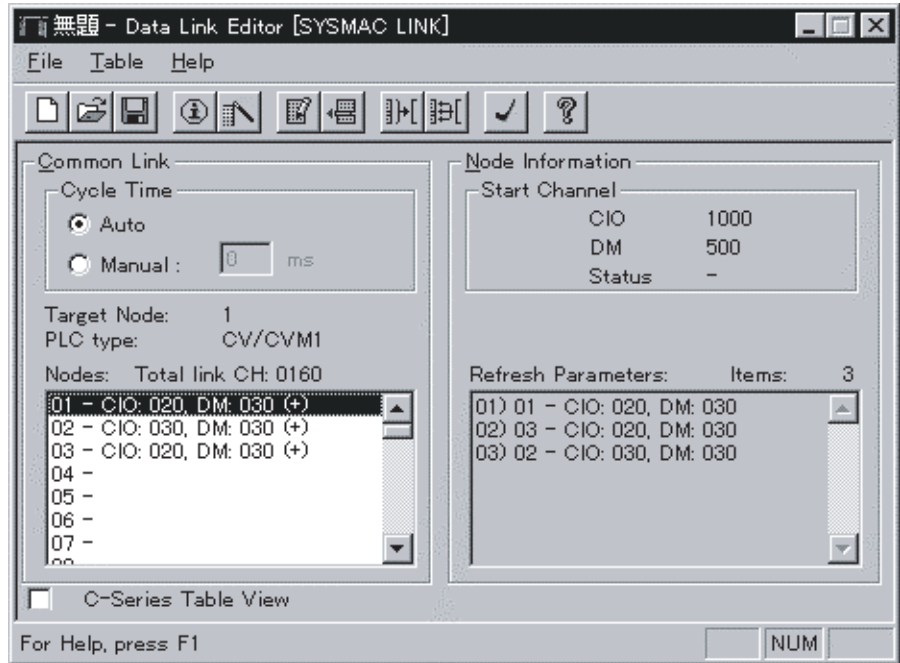 無題 - Data Link Editor [SYSMAC LINK]
File Table Help
Common Link
Cycle Time
Auto
Manual : 0 ms
Target Node: 1
PLC type: CV/CVM1
Nodes: Total link CH: 0160
01 - CIO: 020, DM: 030 (+)
02 - CIO: 030, DM: 030 (+)
03 - CIO: 020, DM: 030 (+)
04 -
05 -
06 -
07 -
Node Information
Start Channel
CIO 1000
DM 500
Status -
Refresh Parameters: Items: 3
01) 01 - CIO: 020, DM: 030
02) 03 - CIO: 020, DM: 030
03) 02 - CIO: 030, DM: 030
C-Series Table View
For Help, press F1
NUM